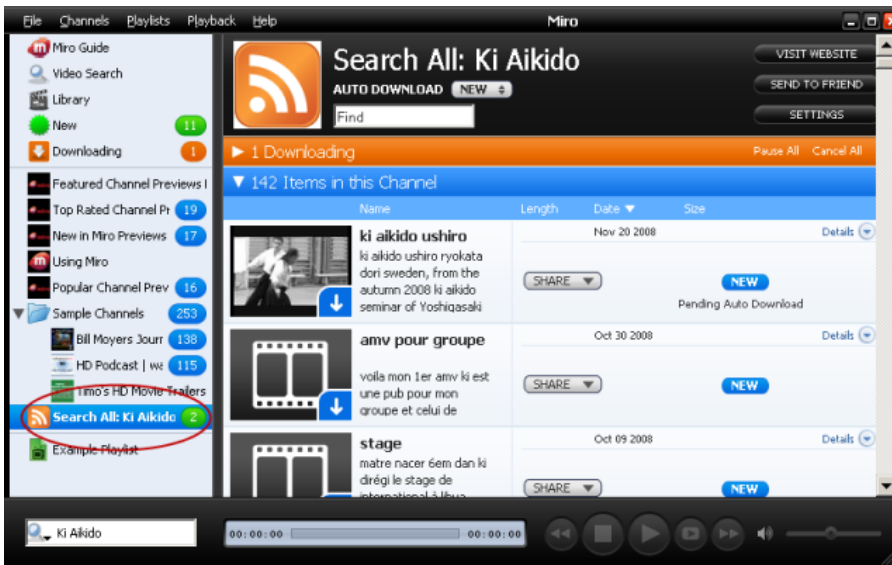 File Channels Playlists Playback Help Miro
Miro Guide
Video Search
Library
New 11
Downloading 1
Featured Channel Previews
Top Rated Channel Pr 19
New in Miro Previews 17
Using Miro
Popular Channel Prev 16
Sample Channels 253
Bill Moyers Journ 138
HD Podcast | we 115
Timo's HD Movie Trailers
Search All: Ki Aikido 2
Example Playlist
Ki Aikido
Search All: Ki Aikido
AUTO DOWNLOAD NEW
Find
VISIT WEBSITE
SEND TO FRIEND
SETTINGS
1 Downloading Pause All Cancel All
142 Items in this Channel
Name Length Date Size
ki aikido ushiro Nov 20 2008 Details
ki aikido ushiro ryokata
dori sweden, from the
autumn 2008 ki aikido
seminar of Yoshigasaki
SHARE NEW
Pending Auto Download
amv pour groupe Oct 30 2008 Details
voila mon 1er amv ki est
une pub pour mon
groupe et celui de
SHARE NEW
stage Oct 09 2008 Details
matre nacer 6em dan ki
dirégi le stage de
SHARE NEW
00:00:00 00:00:00